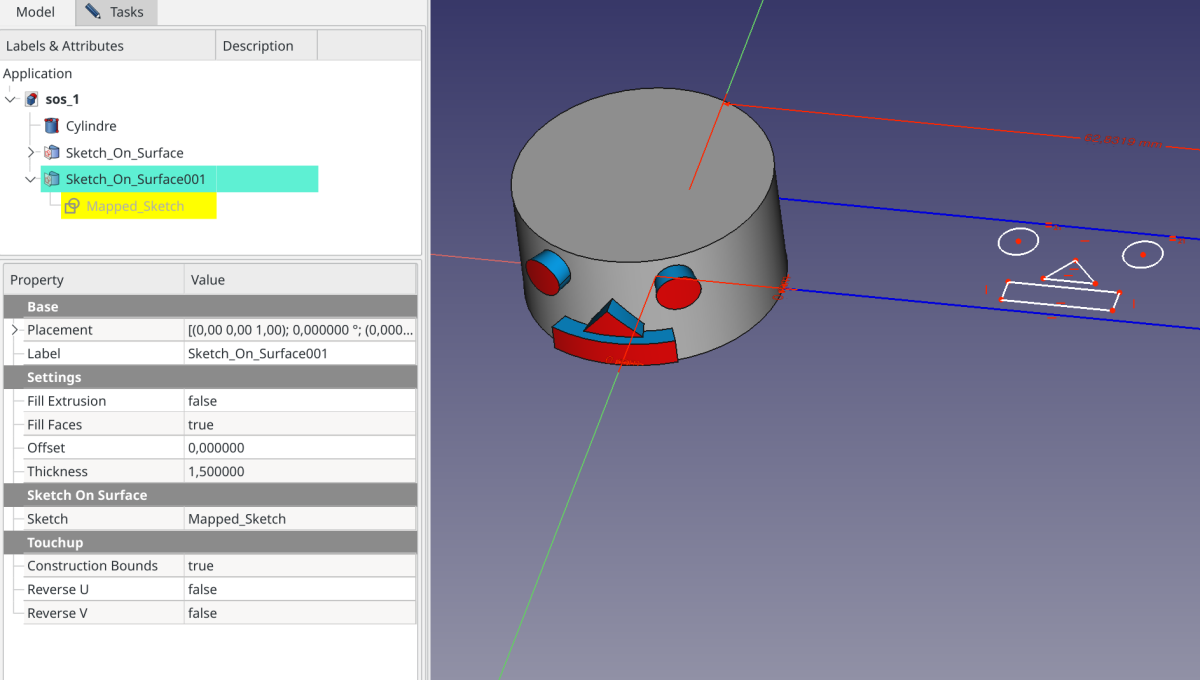 Model
Tasks
Labels & Attributes
Description
Application
sos_1
Cylindre
Sketch_On_Surface
Sketch_On_Surface001
Mapped_Sketch
Property Value
Base
Placement [(0,00 0,00 1,00); 0,000000 °; (0,000...
Label Sketch_On_Surface001
Settings
Fill Extrusion false
Fill Faces true
Offset 0,000000
Thickness 1,500000
Sketch On Surface
Sketch Mapped_Sketch
Touchup
Construction Bounds true
Reverse U false
Reverse V false
mm